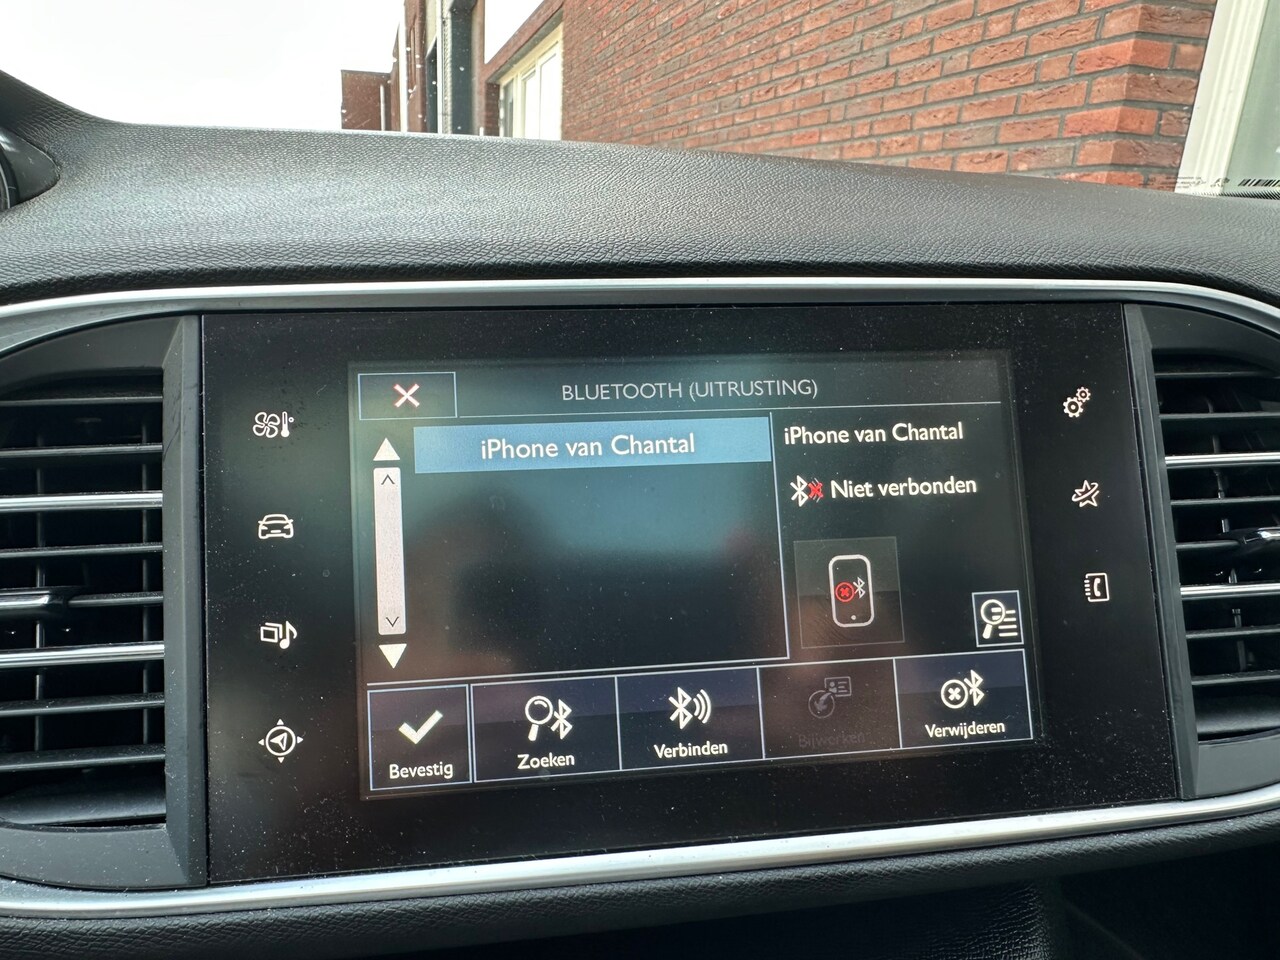 BLUETOOTH (UITRUSTING)
iPhone van Chantal
iPhone van Chantal
Niet verbonden
Bevestig
Zoeken
Verbinden
Bijwerken
Verwijderen